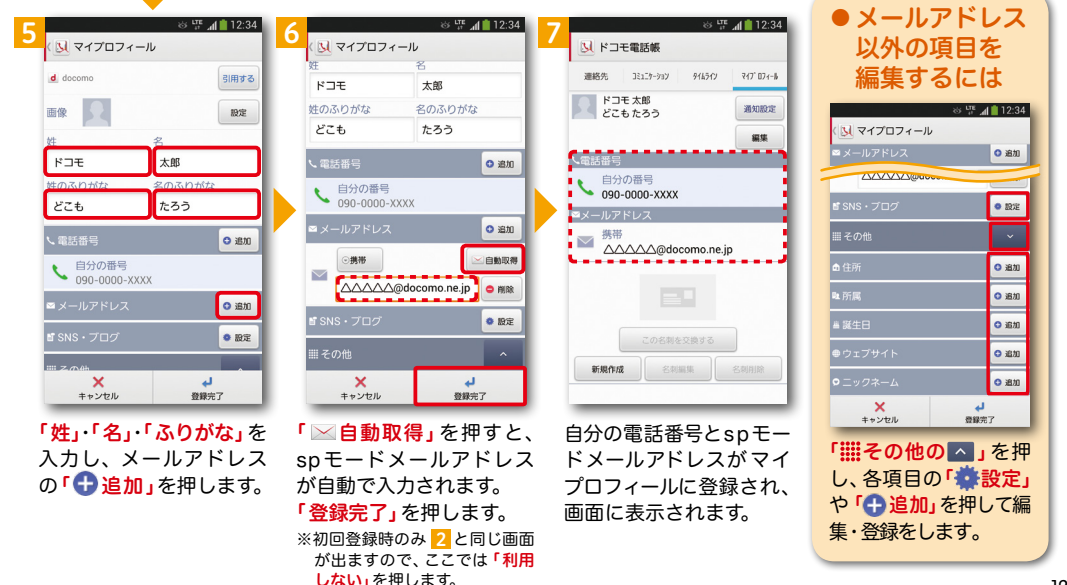 5
LTE 12:34
マイプロフィール
docomo
引用する
画像
設定
姓 名
ドコモ 太郎
姓のふりがな 名のふりがな
どこも たろう
電話番号 追加
自分の番号
090-0000-XXXX
メールアドレス 追加
SNS・ブログ 設定
その他
キャンセル 登録完了
「姓」・「名」・「ふりがな」を
入力し、メールアドレス
の「追加」を押します。
6
LTE 12:34
マイプロフィール
姓 名
ドコモ 太郎
姓のふりがな 名のふりがな
どこも たろう
電話番号 追加
自分の番号
090-0000-XXXX
メールアドレス 追加
携帯 自動取得
△△△△△@docomo.ne.jp 削除
SNS・ブログ 設定
その他
キャンセル 登録完了
「自動取得」を押すと、
spモードメールアドレス
が自動で入力されます。
「登録完了」を押します。
※初回登録時のみ 2 と同じ画面
が出ますので、ここでは「利用
しない」を押します。
7
LTE 12:34
ドコモ電話帳
連絡先 コミュニケーション タイムライン マイプロフィール
ドコモ 太郎
どこも たろう
通知設定
編集
電話番号
自分の番号
090-0000-XXXX
メールアドレス
携帯
△△△△△@docomo.ne.jp
この名刺を交換する
新規作成 名刺編集 名刺削除
自分の電話番号とspモー
ドメールアドレスがマイ
プロフィールに登録され、
画面に表示されます。
●メールアドレス
以外の項目を
編集するには
LTE 12:34
マイプロフィール
メールアドレス 追加
△△△△△@doco
SNS・ブログ 設定
その他
住所 追加
所属 追加
誕生日 追加
ウェブサイト 追加
ニックネーム 追加
キャンセル 登録完了
「その他の」を押
し、各項目の「設定」
や「追加」を押して編
集・登録をします。